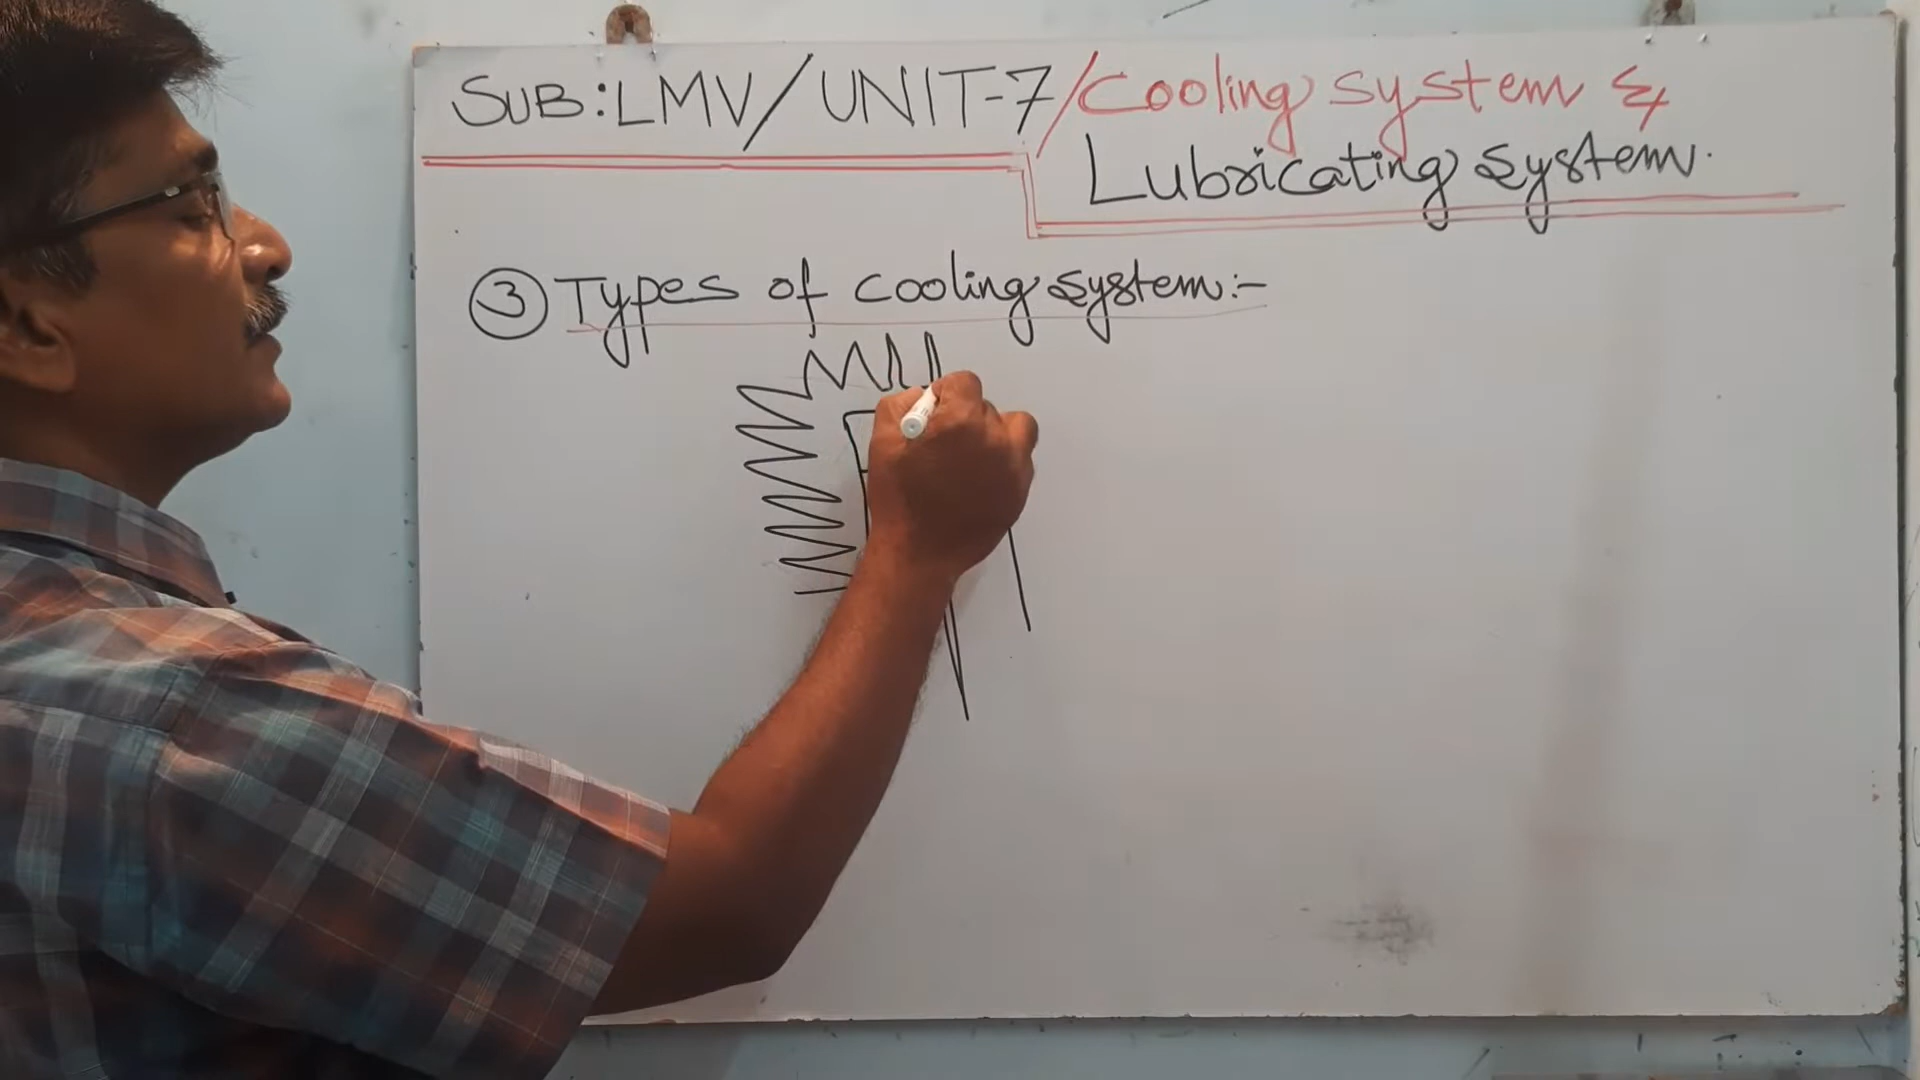 SUB:LMV/UNIT-7/Cooling system &
Lubricating system.
③ Types of cooling system:-